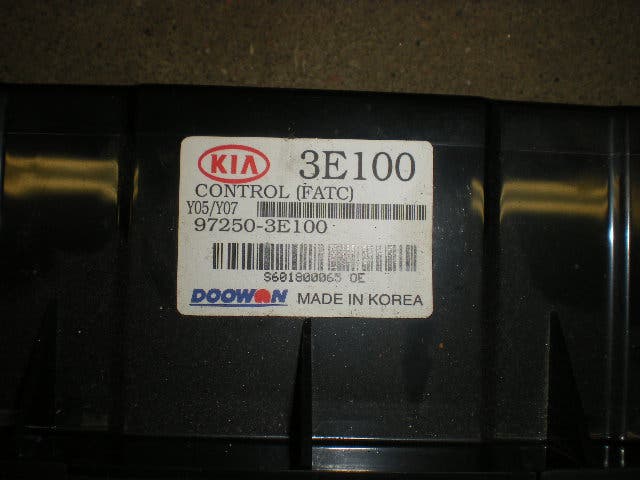 KIA 3E100
CONTROL (FATC)
Y05/Y07
97250-3E100
S601800065 OE
DOOWON MADE IN KOREA